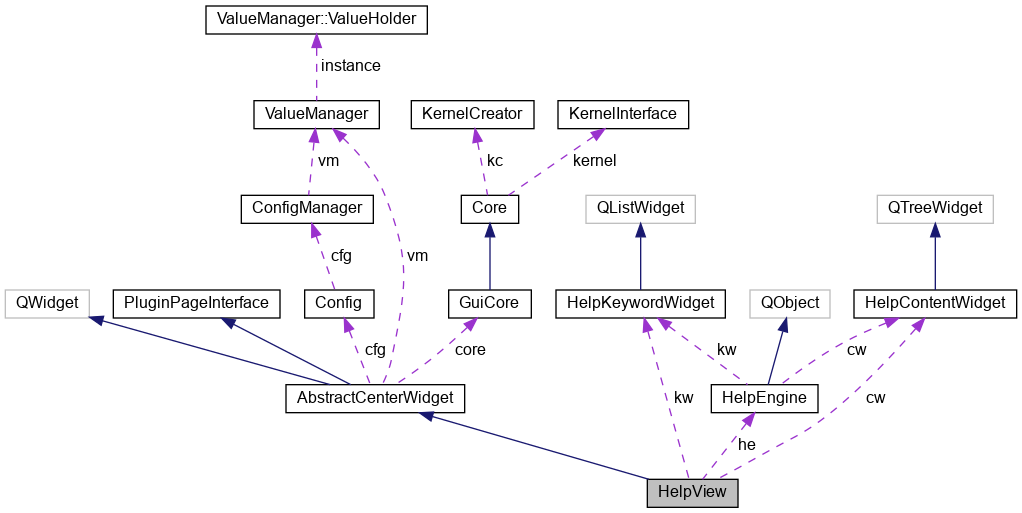 ValueManager::ValueHolder
instance
ValueManager
KernelCreator
KernelInterface
vm
kc
kernel
ConfigManager
Core
QListWidget
QTreeWidget
cfg
vm
QWidget
PluginPageInterface
Config
GuiCore
HelpKeywordWidget
QObject
HelpContentWidget
cfg
core
kw
cw
AbstractCenterWidget
kw
HelpEngine
cw
he
HelpView